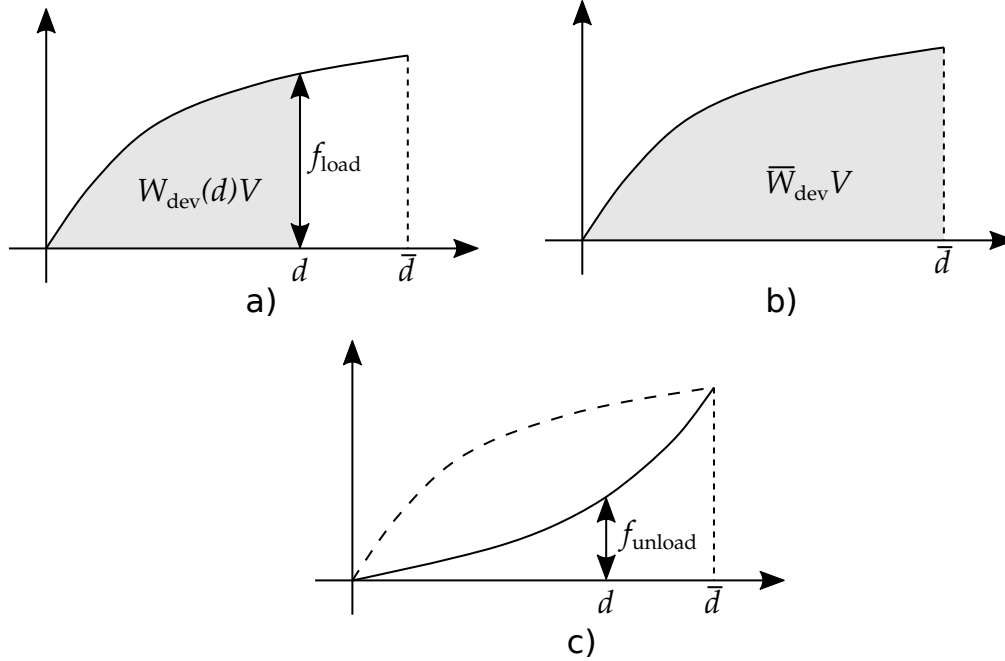 f_load
W_dev(d)V
d d̅
a)
W̅_dev V
d̅
b)
f_unload
d d̅
c)